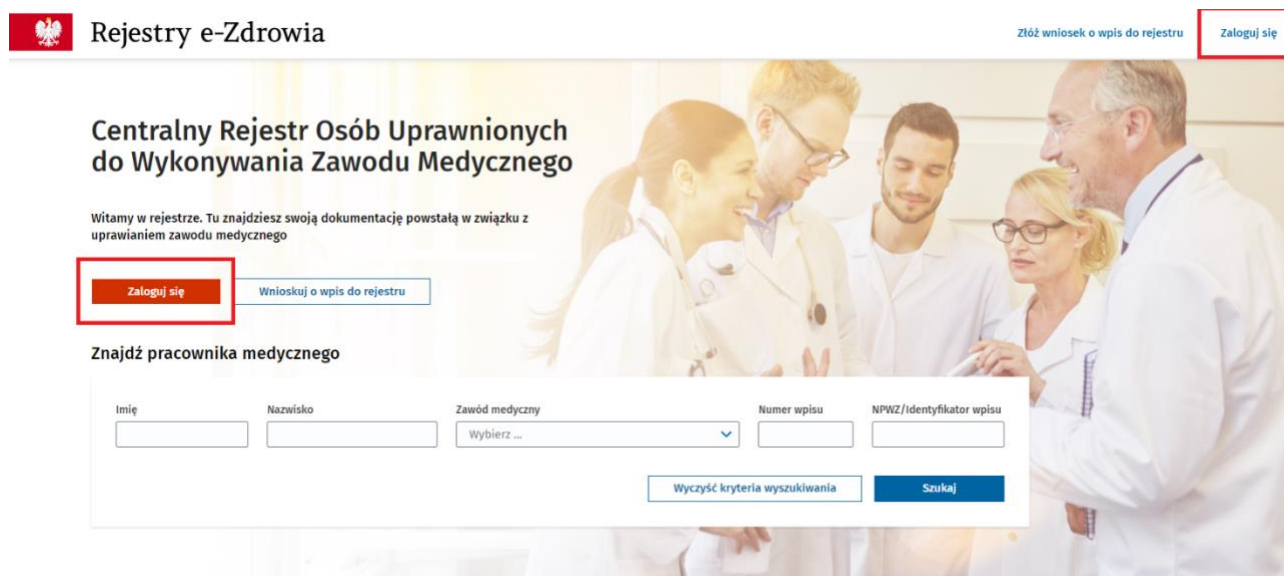 Rejestry e-Zdrowia
Złóż wniosek o wpis do rejestru
Zaloguj się
Centralny Rejestr Osób Uprawnionych
do Wykonywania Zawodu Medycznego
Witamy w rejestrze. Tu znajdziesz swoją dokumentację powstałą w związku z
uprawianiem zawodu medycznego
Zaloguj się
Wnioskuj o wpis do rejestru
Znajdź pracownika medycznego
Imię
Nazwisko
Zawód medyczny
Numer wpisu
NPWZ/Identyfikator wpisu
Wybierz ...
Wyczyść kryteria wyszukiwania
Szukaj